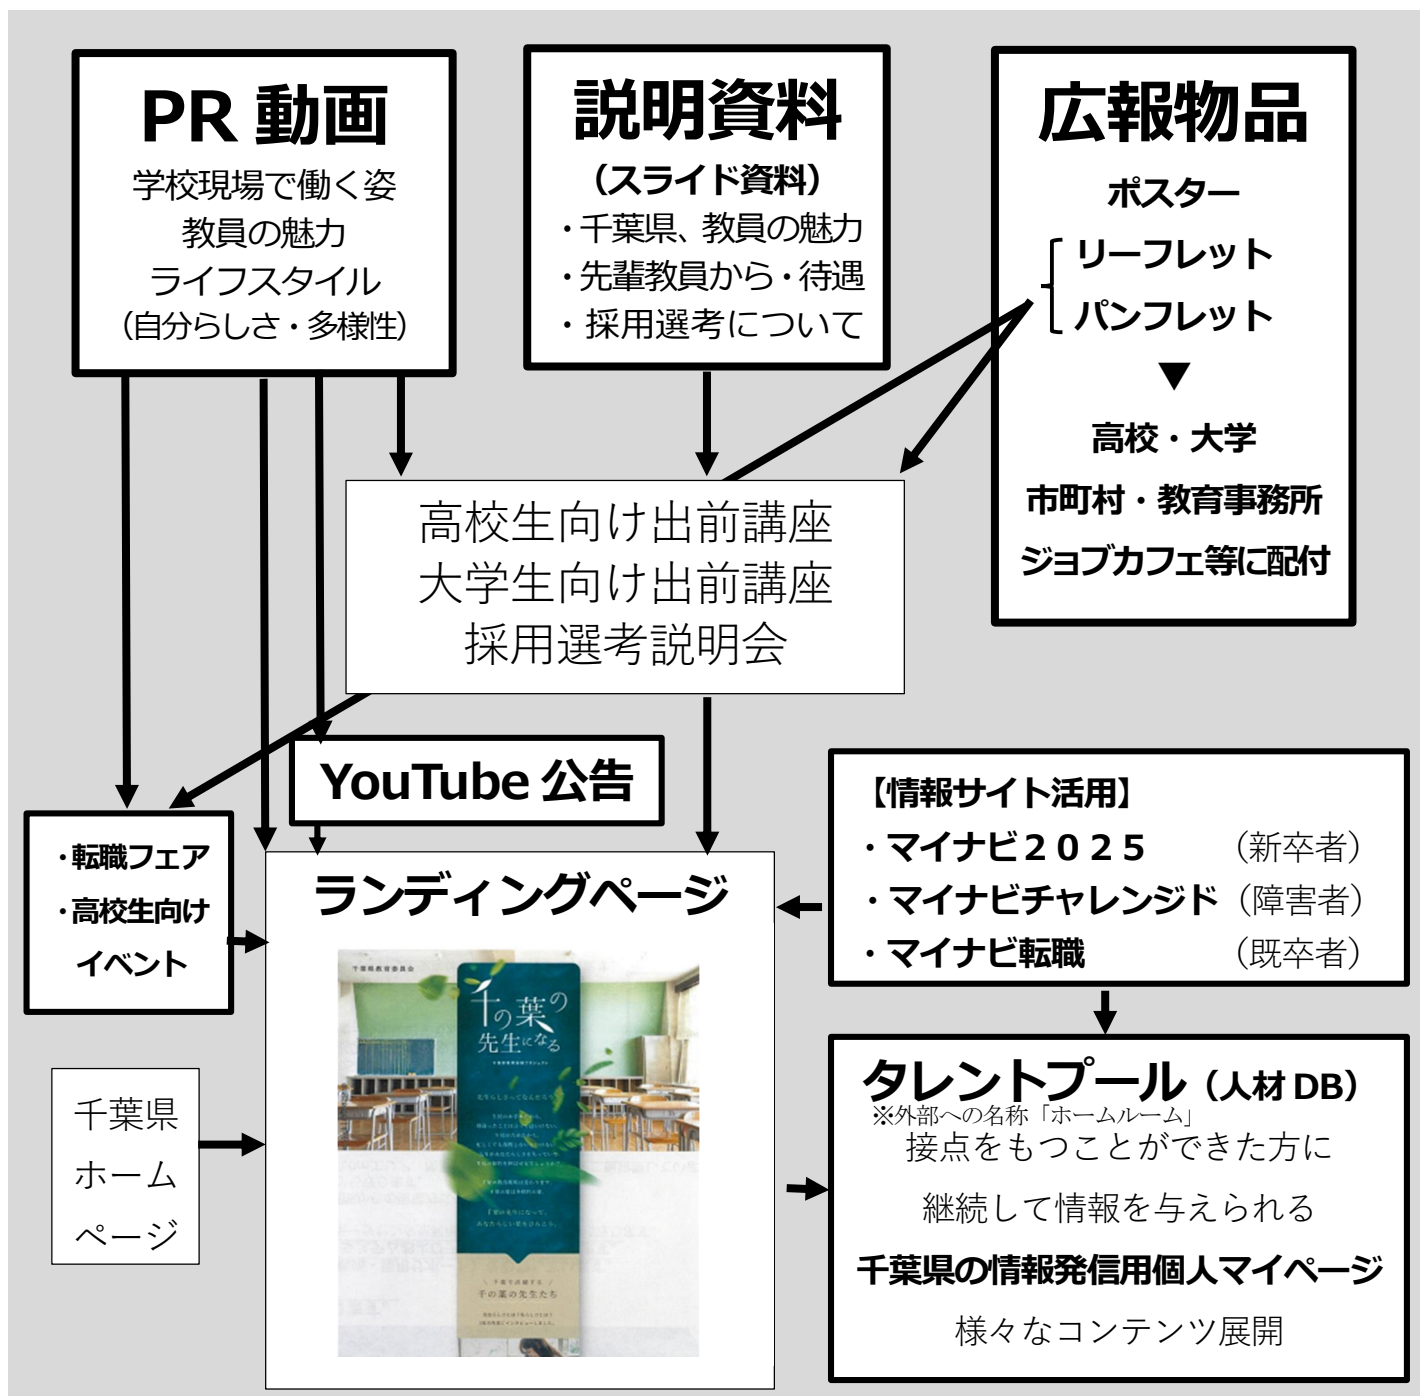 PR 動画
学校現場で働く姿
教員の魅力
ライフスタイル
（自分らしさ・多様性）
説明資料
（スライド資料）
・千葉県、教員の魅力
・先輩教員から・待遇
・採用選考について
広報物品
ポスター
リーフレット
パンフレット
▼
高校・大学
市町村・教育事務所
ジョブカフェ等に配付
高校生向け出前講座
大学生向け出前講座
採用選考説明会
YouTube 公告
・転職フェア
・高校生向け
イベント
千葉県
ホーム
ページ
ランディングページ
千葉県教育委員会
千の葉の
先生になる
千葉で活躍する
千の葉の先生たち
【情報サイト活用】
・マイナビ２０２５ （新卒者）
・マイナビチャレンジド（障害者）
・マイナビ転職 （既卒者）
タレントプール（人材 DB）
※外部への名称「ホームルーム」
接点をもつことができた方に
継続して情報を与えられる
千葉県の情報発信用個人マイページ
様々なコンテンツ展開